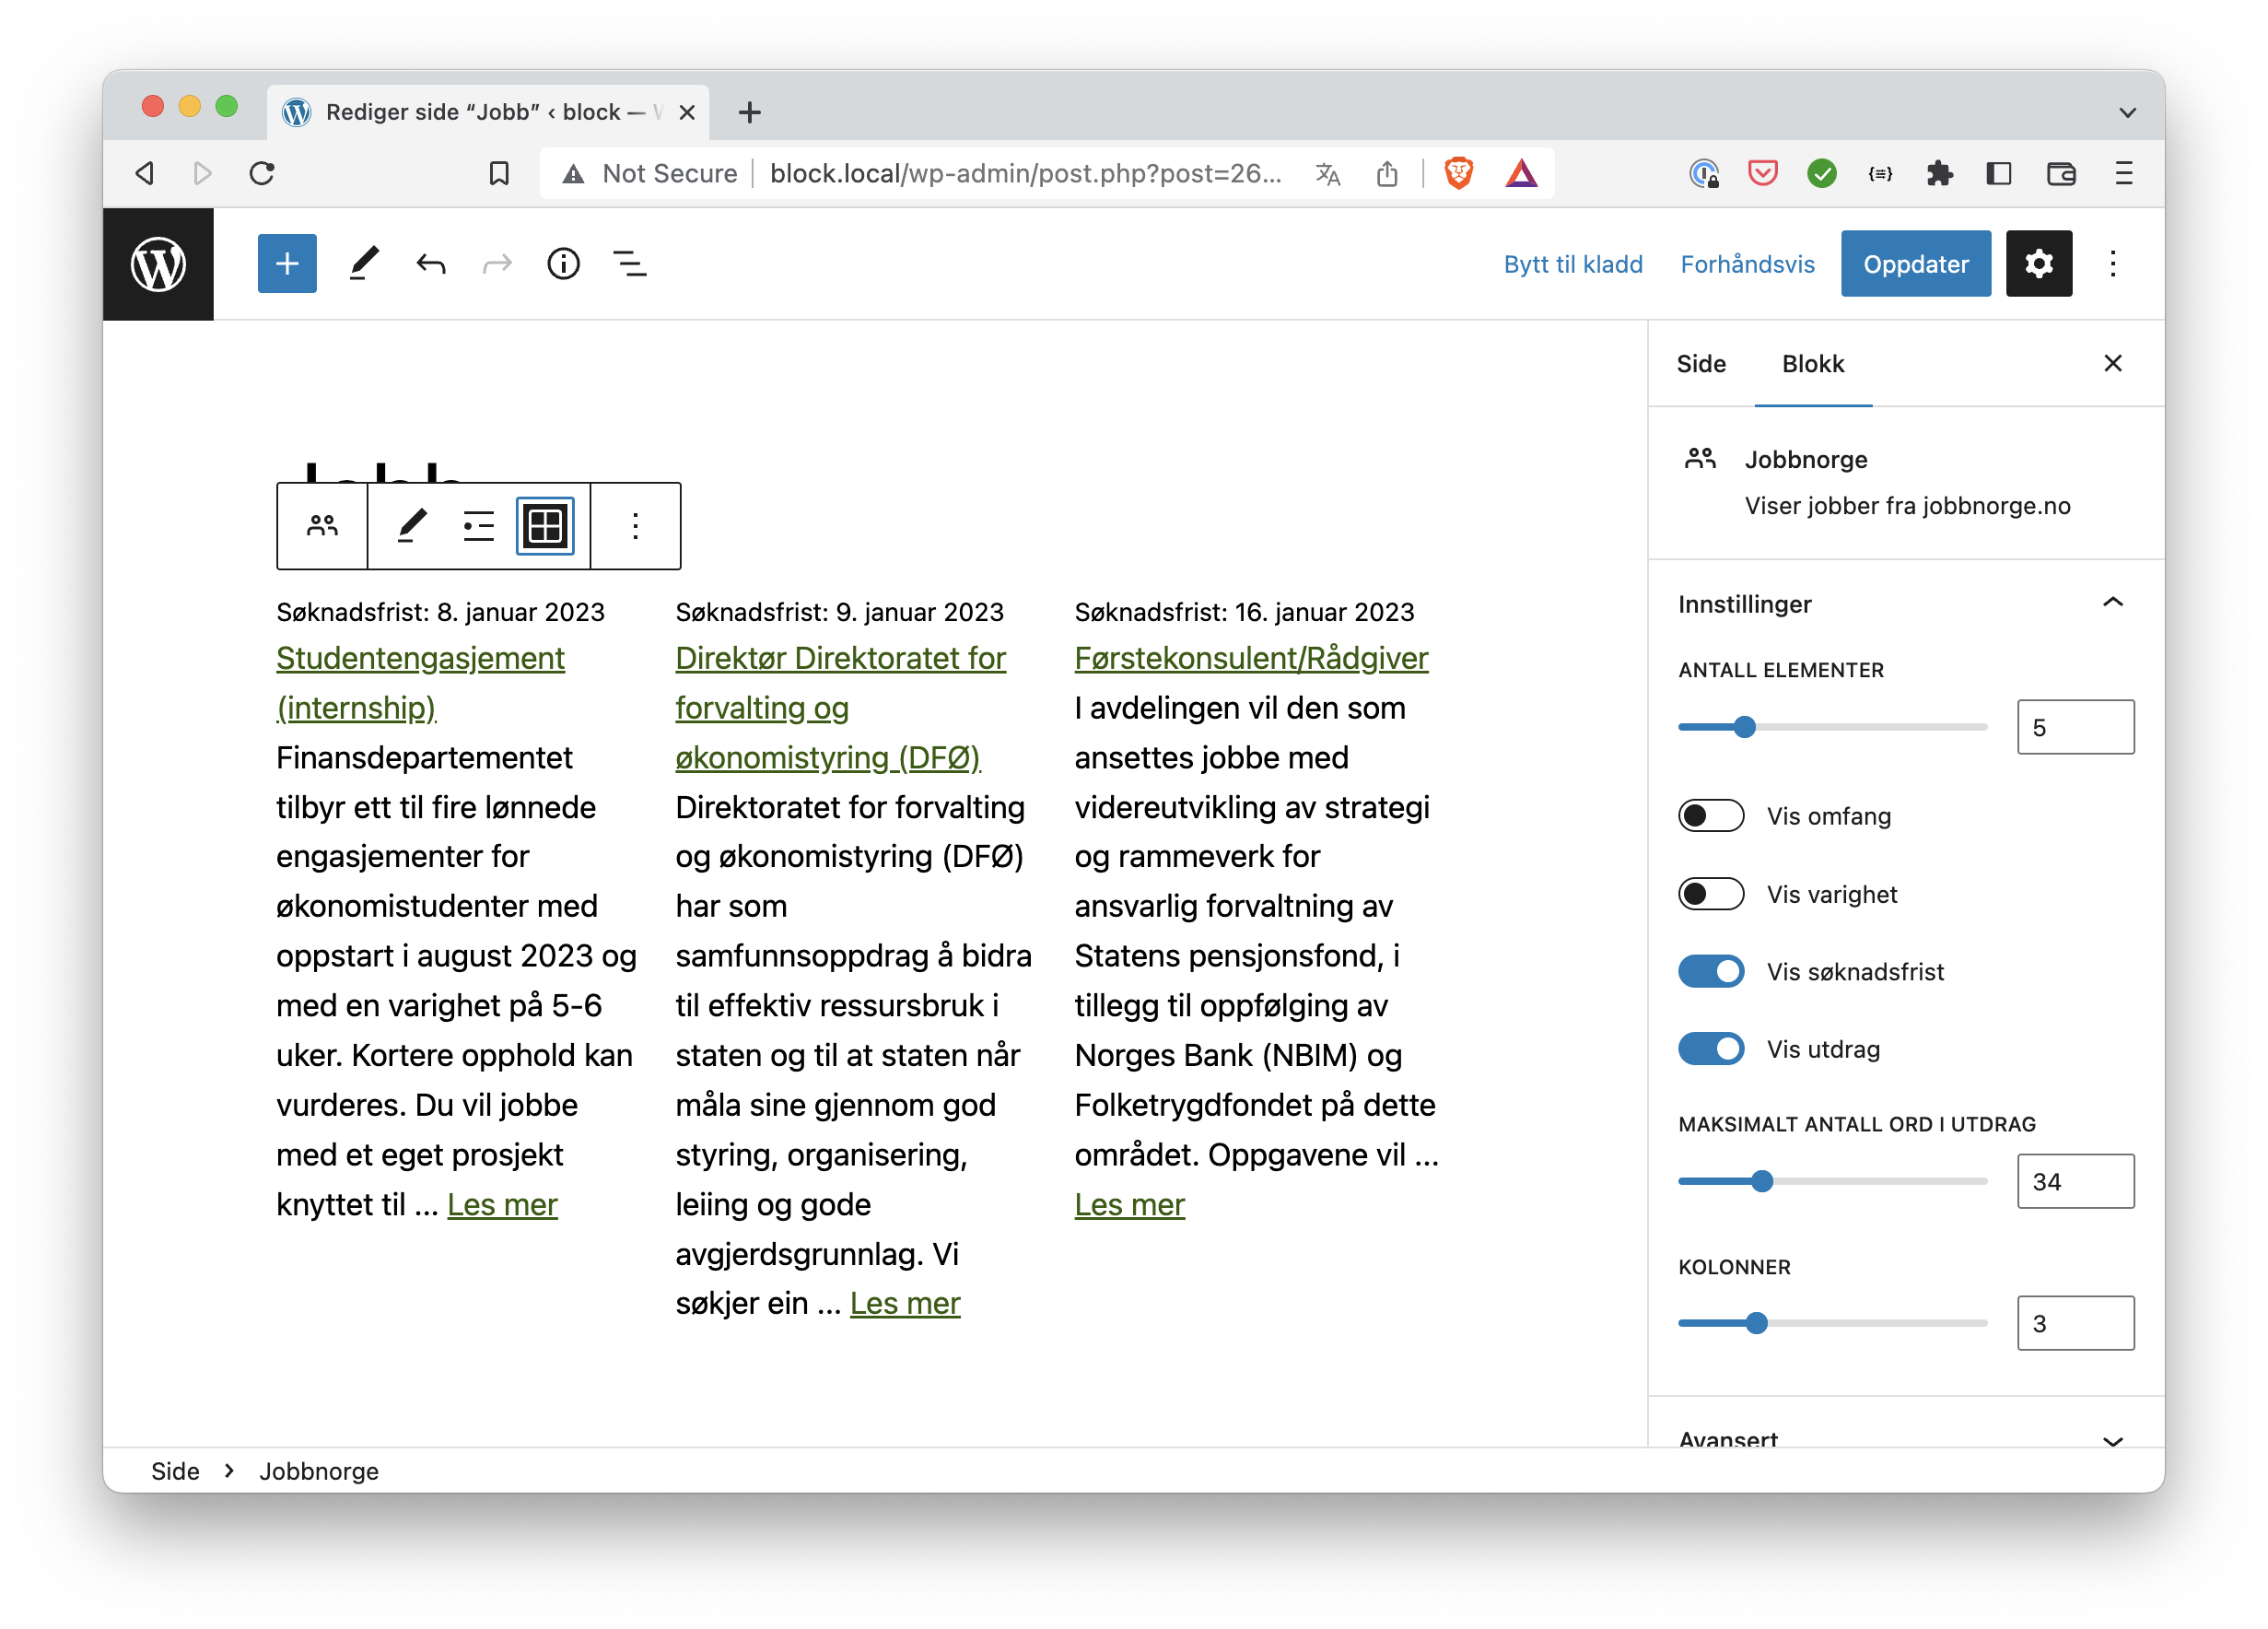 Rediger side “Jobb” ‹ block — W
Not Secure
block.local/wp-admin/post.php?post=26...
Bytt til kladd
Forhåndsvis
Oppdater
Jobb
Søknadsfrist: 8. januar 2023
Studentengasjement
(internship)
Finansdepartementet
tilbyr ett til fire lønnede
engasjementer for
økonomistudenter med
oppstart i august 2023 og
med en varighet på 5-6
uker. Kortere opphold kan
vurderes. Du vil jobbe
med et eget prosjekt
knyttet til ... Les mer
Søknadsfrist: 9. januar 2023
Direktør Direktoratet for
forvalting og
økonomistyring (DFØ)
Direktoratet for forvalting
og økonomistyring (DFØ)
har som
samfunnsoppdrag å bidra
til effektiv ressursbruk i
staten og til at staten når
måla sine gjennom god
styring, organisering,
leiing og gode
avgjerdsgrunnlag. Vi
søkjer ein ... Les mer
Søknadsfrist: 16. januar 2023
Førstekonsulent/Rådgiver
I avdelingen vil den som
ansettes jobbe med
videreutvikling av strategi
og rammeverk for
ansvarlig forvaltning av
Statens pensjonsfond, i
tillegg til oppfølging av
Norges Bank (NBIM) og
Folketrygdfondet på dette
området. Oppgavene vil ...
Les mer
Side
Blokk
Jobbnorge
Viser jobber fra jobbnorge.no
Innstillinger
ANTALL ELEMENTER
5
Vis omfang
Vis varighet
Vis søknadsfrist
Vis utdrag
MAKSIMALT ANTALL ORD I UTDRAG
34
KOLONNER
3
Avansert
Side › Jobbnorge